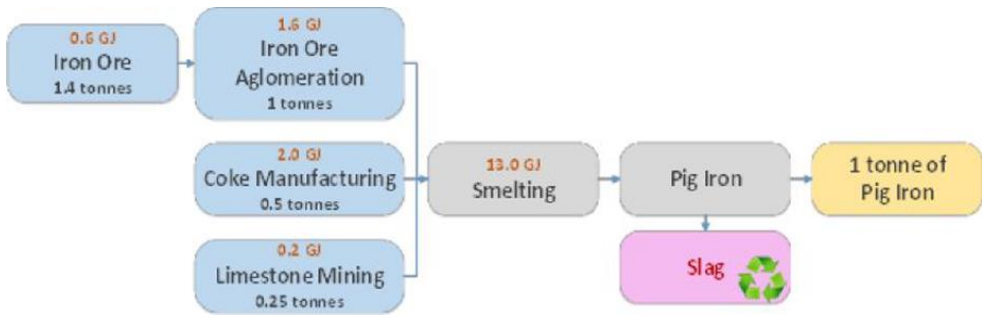 0.6 GJ
Iron Ore
1.4 tonnes
1.6 GJ
Iron Ore
Aglomeration
1 tonnes
2.0 GJ
Coke Manufacturing
0.5 tonnes
0.2 GJ
Limestone Mining
0.25 tonnes
13.0 GJ
Smelting
Pig Iron
1 tonne of
Pig Iron
Slag